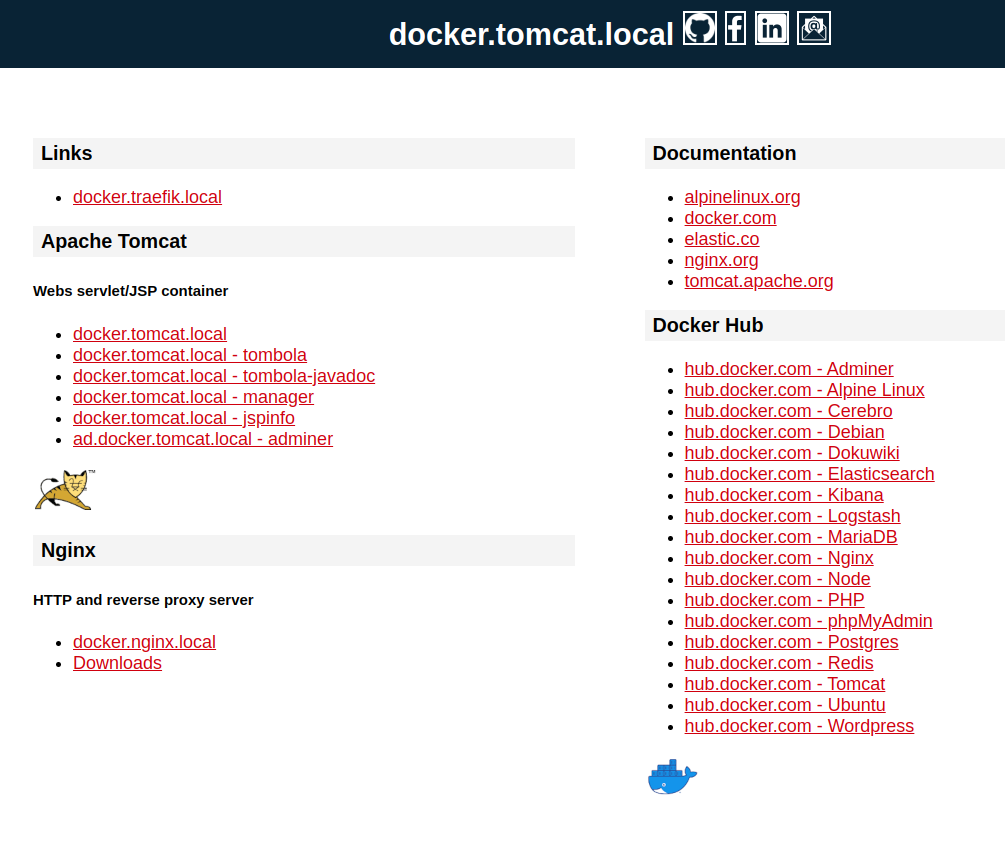 docker.tomcat.local
Links
docker.traefik.local
Apache Tomcat
Webs servlet/JSP container
docker.tomcat.local
docker.tomcat.local - tombola
docker.tomcat.local - tombola-javadoc
docker.tomcat.local - manager
docker.tomcat.local - jspinfo
ad.docker.tomcat.local - adminer
TM
Nginx
HTTP and reverse proxy server
docker.nginx.local
Downloads
Documentation
alpinelinux.org
docker.com
elastic.co
nginx.org
tomcat.apache.org
Docker Hub
hub.docker.com - Adminer
hub.docker.com - Alpine Linux
hub.docker.com - Cerebro
hub.docker.com - Debian
hub.docker.com - Dokuwiki
hub.docker.com - Elasticsearch
hub.docker.com - Kibana
hub.docker.com - Logstash
hub.docker.com - MariaDB
hub.docker.com - Nginx
hub.docker.com - Node
hub.docker.com - PHP
hub.docker.com - phpMyAdmin
hub.docker.com - Postgres
hub.docker.com - Redis
hub.docker.com - Tomcat
hub.docker.com - Ubuntu
hub.docker.com - Wordpress